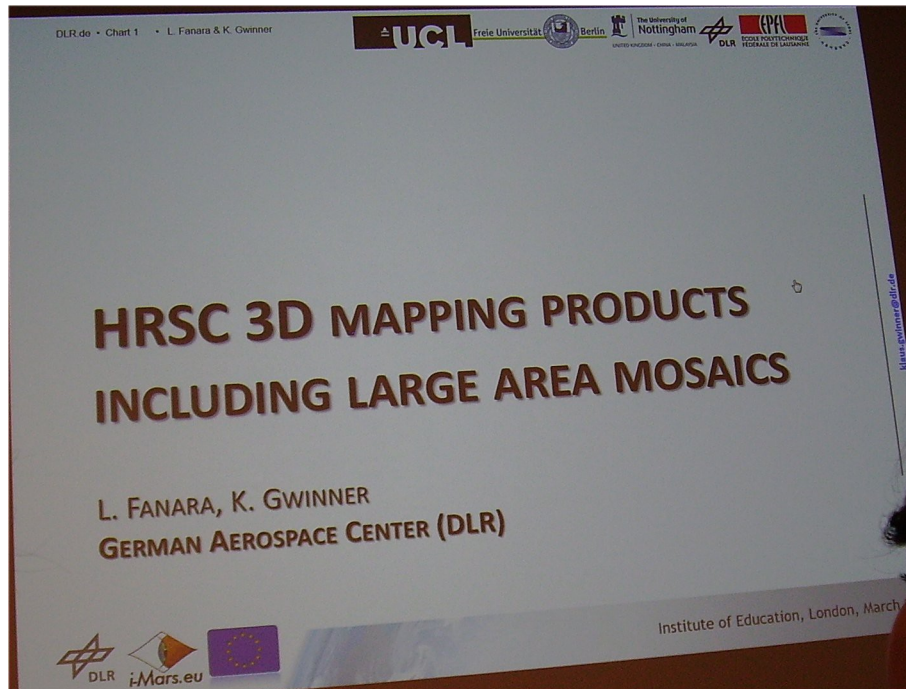 DLR.de • Chart 1 • L. Fanara & K. Gwinner
UCL
Freie Universität Berlin
The University of
Nottingham
UNITED KINGDOM · CHINA · MALAYSIA
DLR
EPFL
ÉCOLE POLYTECHNIQUE
FÉDÉRALE DE LAUSANNE
HRSC 3D MAPPING PRODUCTS
INCLUDING LARGE AREA MOSAICS
klaus.gwinner@dlr.de
L. FANARA, K. GWINNER
GERMAN AEROSPACE CENTER (DLR)
Institute of Education, London, March
DLR
i-Mars.eu